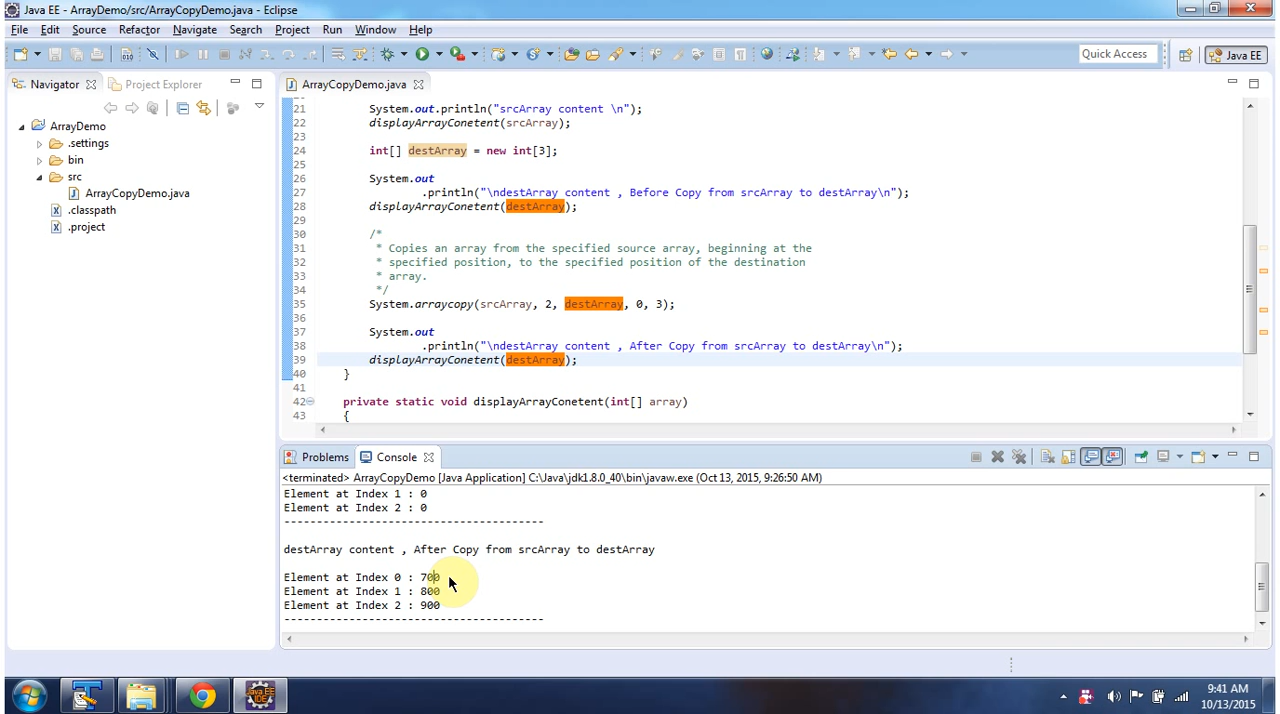 Java EE - ArrayDemo/src/ArrayCopyDemo.java - Eclipse
File Edit Source Refactor Navigate Search Project Run Window Help
Quick Access Java EE
Navigator Project Explorer
ArrayDemo
.settings
bin
src
ArrayCopyDemo.java
.classpath
.project
ArrayCopyDemo.java
21 System.out.println("srcArray content \n");
22 displayArrayConetent(srcArray);
23
24 int[] destArray = new int[3];
25
26 System.out
27 .println("\ndestArray content , Before Copy from srcArray to destArray\n");
28 displayArrayConetent(destArray);
29
30 /*
31 * Copies an array from the specified source array, beginning at the
32 * specified position, to the specified position of the destination
33 * array.
34 */
35 System.arraycopy(srcArray, 2, destArray, 0, 3);
36
37 System.out
38 .println("\ndestArray content , After Copy from srcArray to destArray\n");
39 displayArrayConetent(destArray);
40 }
41
42 private static void displayArrayConetent(int[] array)
43 {
Problems Console
<terminated> ArrayCopyDemo [Java Application] C:\Java\jdk1.8.0_40\bin\javaw.exe (Oct 13, 2015, 9:26:50 AM)
Element at Index 1 : 0
Element at Index 2 : 0
----------------------------------------
destArray content , After Copy from srcArray to destArray
Element at Index 0 : 700
Element at Index 1 : 800
Element at Index 2 : 900
----------------------------------------
Java EE
IDE
9:41 AM
10/13/2015